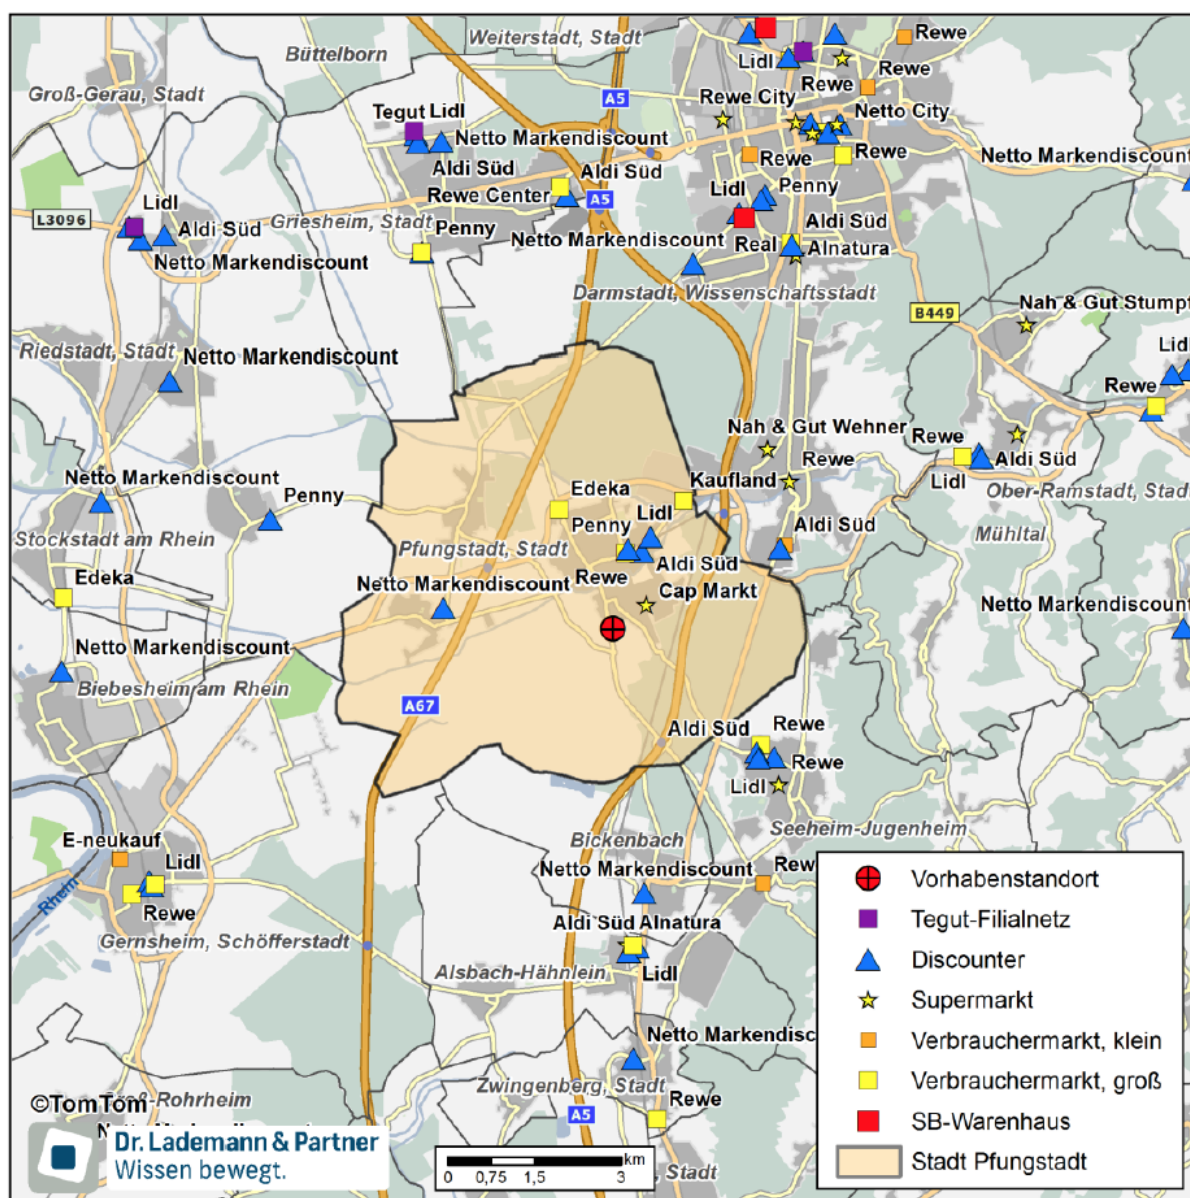 Weiterstadt, Stadt
Büttelborn
Rewe
Lidl
Rewe
Rewe
Groß-Gerau, Stadt
A5
Rewe City
Netto City
Tegut Lidl
Netto Markendiscount
Rewe
Rewe
Netto Markendiscount
Aldi Süd
Aldi Süd
Rewe Center
A5
Lidl
Penny
L3096
Lidl
Griesheim, Stadt
Aldi Süd
Penny
Aldi Süd
Netto Markendiscount
Real
Alnatura
Netto Markendiscount
Darmstadt, Wissenschaftsstadt
Nah & Gut Stumpf
B449
Riedstadt, Stadt
Netto Markendiscount
Lidl
Rewe
Nah & Gut Wehner
Rewe
Rewe
Aldi Süd
Lidl
Netto Markendiscount
Kaufland
Edeka
Ober-Ramstadt, Stadt
Penny
Lidl
Penny
Aldi Süd
Mühltal
Stockstadt am Rhein
Pfungstadt, Stadt
Aldi Süd
Edeka
Netto Markendiscount
Rewe
Cap Markt
Netto Markendiscount
Netto Markendiscount
Biebesheim am Rhein
A67
Aldi Süd
Rewe
Rewe
Lidl
Seeheim-Jugenheim
E-neukauf
Lidl
Bickenbach
Netto Markendiscount
Rewe
Rhein
Rewe
Gernsheim, Schöfferstadt
Aldi Süd Alnatura
Alsbach-Hähnlein
Lidl
Netto Markendisc
Zwingenberg, Stadt
Rewe
A5
©TomTom
-Rohrheim
, Stadt
Dr. Lademann & Partner
Wissen bewegt.
km
0 0,75 1,5 3
Vorhabenstandort
Tegut-Filialnetz
Discounter
Supermarkt
Verbrauchermarkt, klein
Verbrauchermarkt, groß
SB-Warenhaus
Stadt Pfungstadt